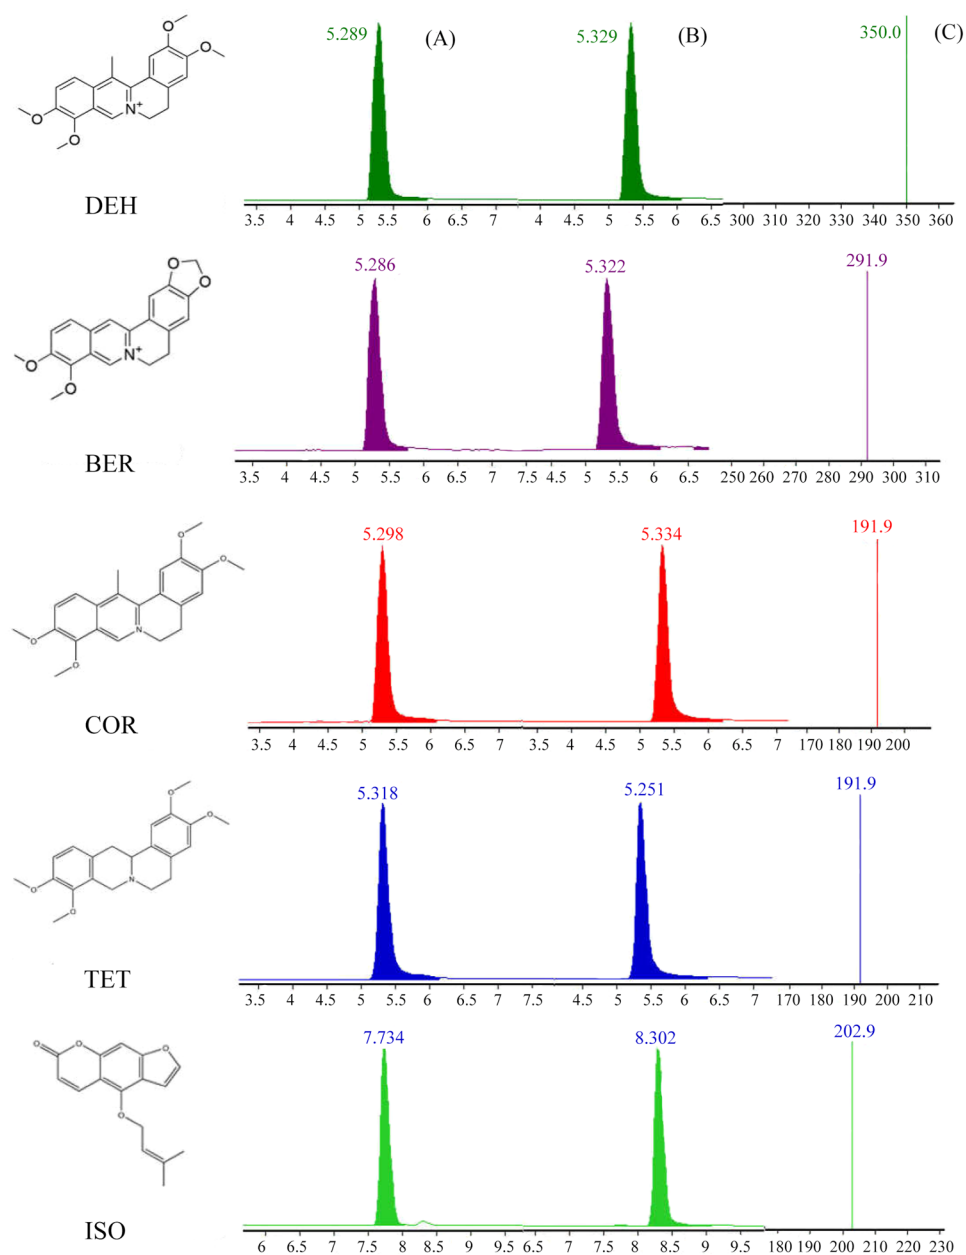 5.289 (A) 5.329 (B) 350.0 (C)
O
O
N+
O
O
DEH
3.5 4 4.5 5 5.5 6 6.5 7 4 4.5 5 5.5 6 6.5 300 310 320 330 340 350 360
5.286 5.322 291.9
O
O
N+
O
O
BER
3.5 4 4.5 5 5.5 6 6.5 7 7.5 4 4.5 5 5.5 6 6.5 250 260 270 280 290 300 310
5.298 5.334 191.9
O
O
N
O
O
COR
3.5 4 4.5 5 5.5 6 6.5 7 3.5 4 4.5 5 5.5 6 6.5 7 170 180 190 200
5.318 5.251 191.9
O
O
N
O
O
TET
3.5 4 4.5 5 5.5 6 6.5 7 4.5 5 5.5 6 6.5 7 170 180 190 200 210
7.734 8.302 202.9
O O O
O
ISO
6 6.5 7 7.5 8 8.5 9 9.5 6.5 7 7.5 8 8.5 9 9.5 180 190 200 210 220 230